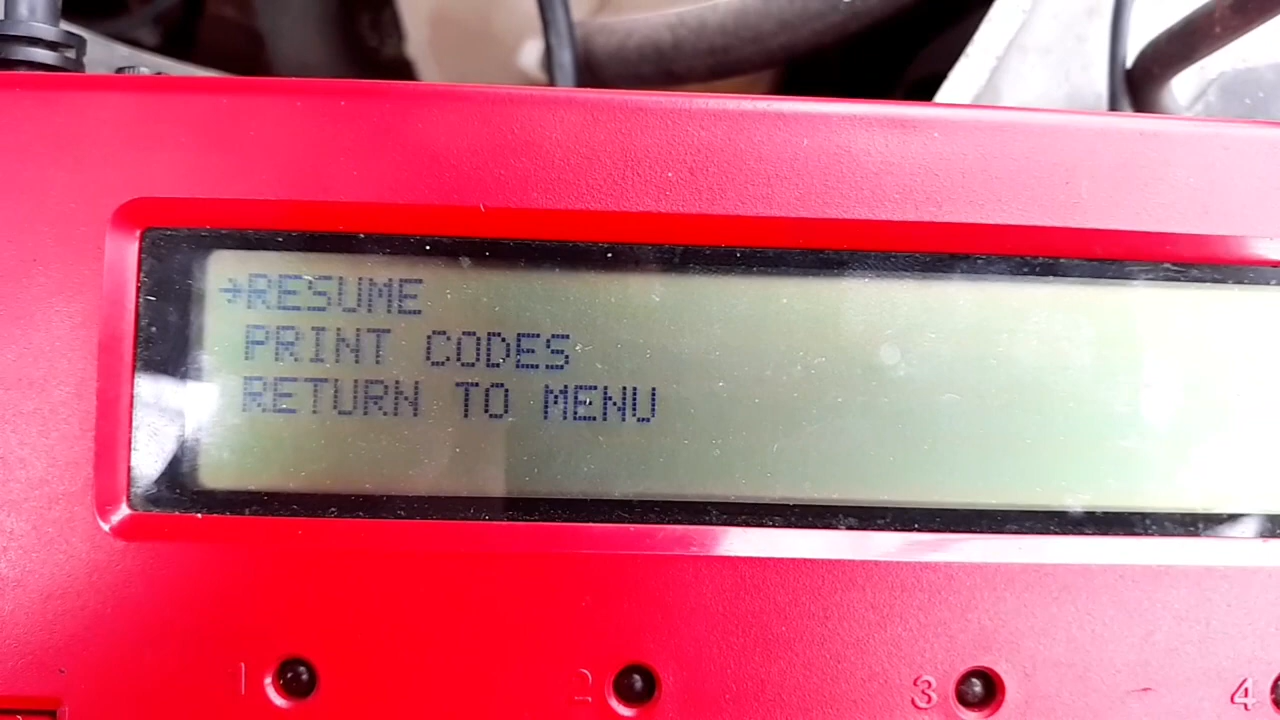 →RESUME
PRINT CODES
RETURN TO MENU
1 2 3 4